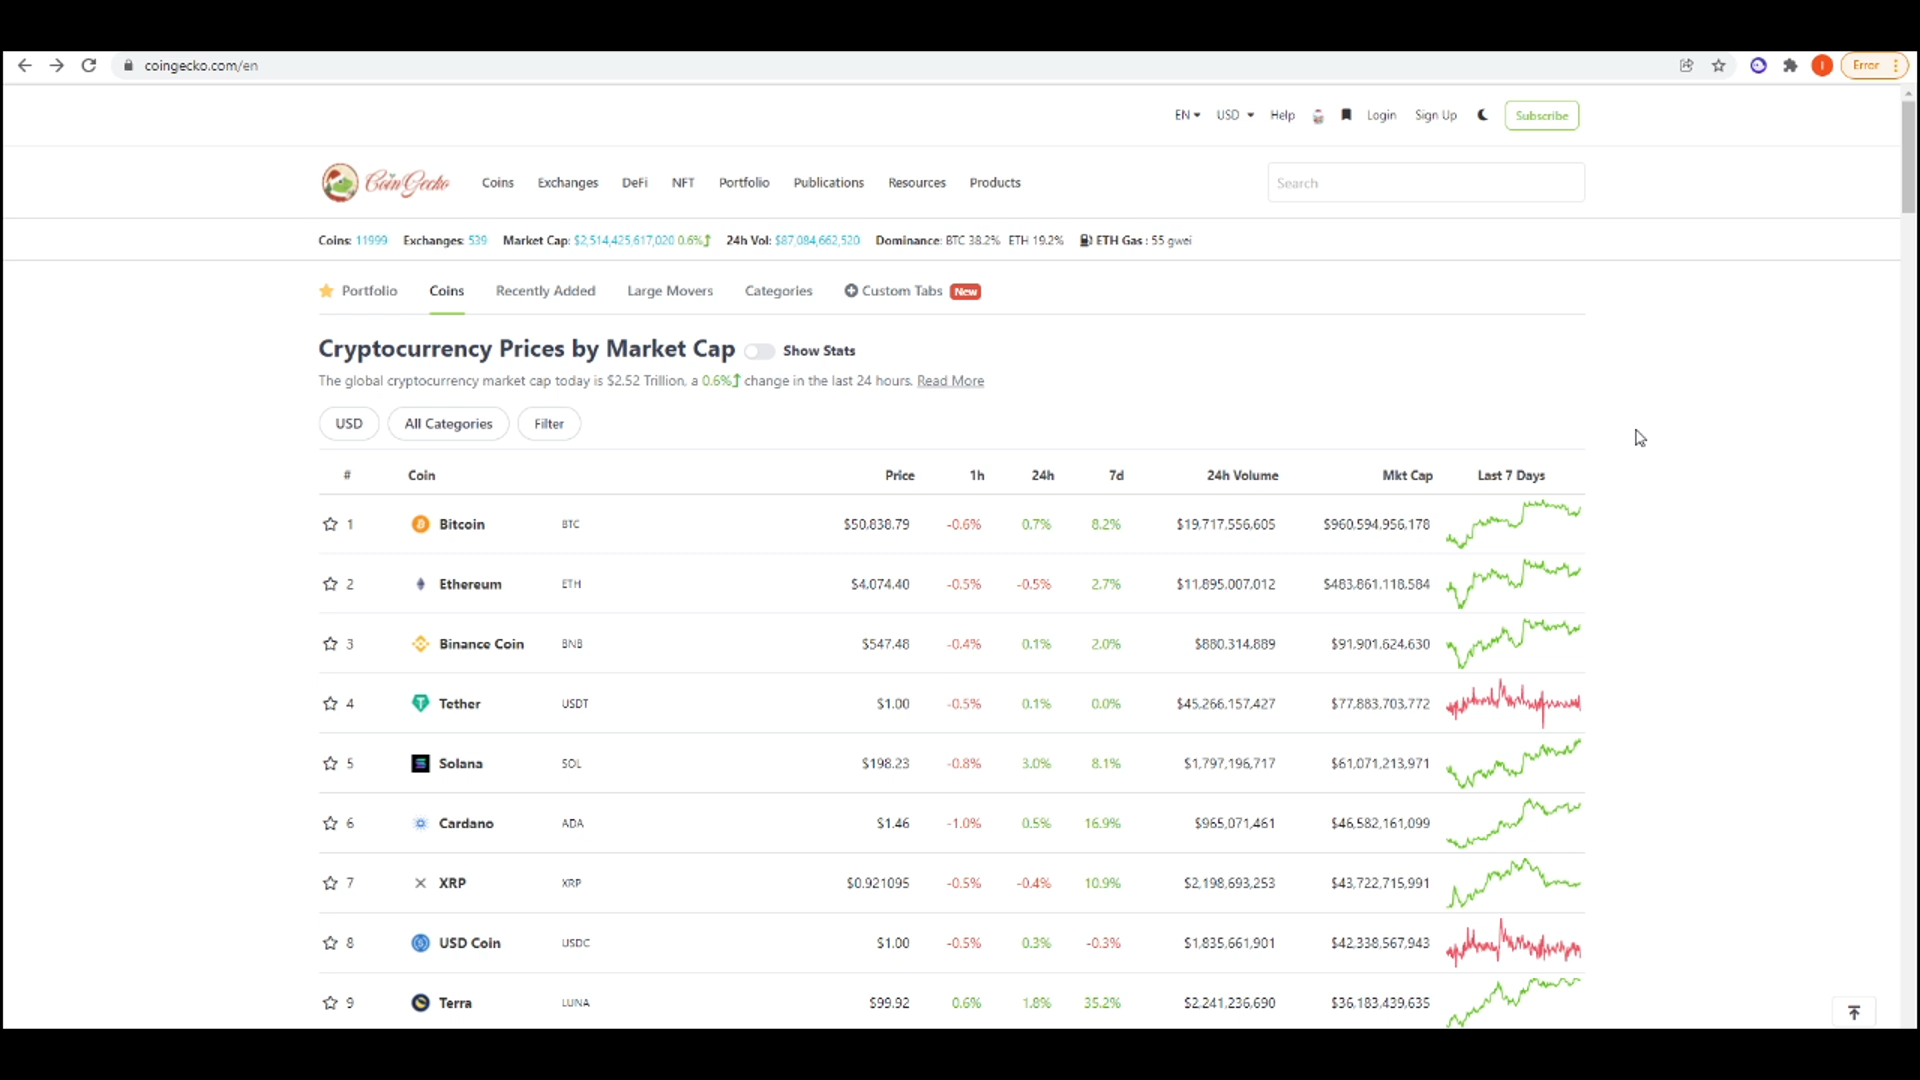 coingecko.com/en
Error
EN USD Help Login Sign Up Subscribe
CoinGecko Coins Exchanges DeFi NFT Portfolio Publications Resources Products Search
Coins: 11999 Exchanges: 539 Market Cap: $2,514,425,617,020 0.6% 24h Vol: $87,084,662,520 Dominance: BTC 38.2% ETH 19.2% ETH Gas : 55 gwei
Portfolio Coins Recently Added Large Movers Categories Custom Tabs New
Cryptocurrency Prices by Market Cap Show Stats
The global cryptocurrency market cap today is $2.52 Trillion, a 0.6% change in the last 24 hours. Read More
USD All Categories Filter
# Coin Price 1h 24h 7d 24h Volume Mkt Cap Last 7 Days
1 Bitcoin BTC $50,838.79 -0.6% 0.7% 8.2% $19,717,556,605 $960,594,956,178
2 Ethereum ETH $4,074.40 -0.5% -0.5% 2.7% $11,895,007,012 $483,861,118,584
3 Binance Coin BNB $547.48 -0.4% 0.1% 2.0% $880,314,889 $91,901,624,630
4 Tether USDT $1.00 -0.5% 0.1% 0.0% $45,266,157,427 $77,883,703,772
5 Solana SOL $198.23 -0.8% 3.0% 8.1% $1,797,196,717 $61,071,213,971
6 Cardano ADA $1.46 -1.0% 0.5% 16.9% $965,071,461 $46,582,161,099
7 XRP XRP $0.921095 -0.5% -0.4% 10.9% $2,198,693,253 $43,722,715,991
8 USD Coin USDC $1.00 -0.5% 0.3% -0.3% $1,835,661,901 $42,338,567,943
9 Terra LUNA $99.92 0.6% 1.8% 35.2% $2,241,236,690 $36,183,439,635